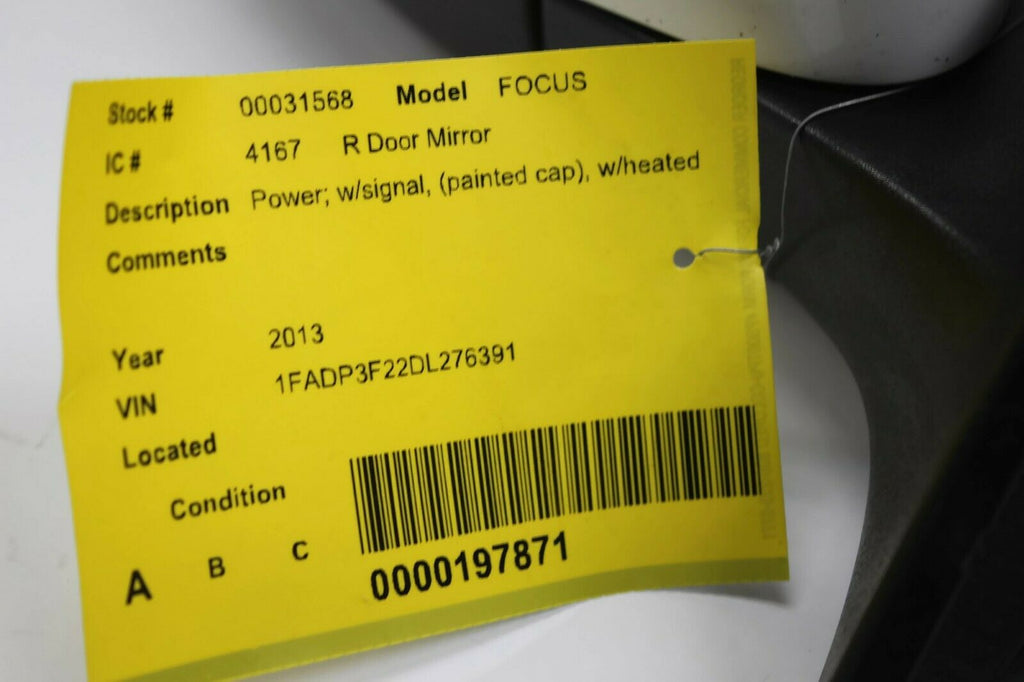 Stock # 00031568 Model FOCUS
IC # 4167 R Door Mirror
Description Power; w/signal, (painted cap), w/heated
Comments
Year 2013
VIN 1FADP3F22DL276391
Located
Condition
A B C
0000197871